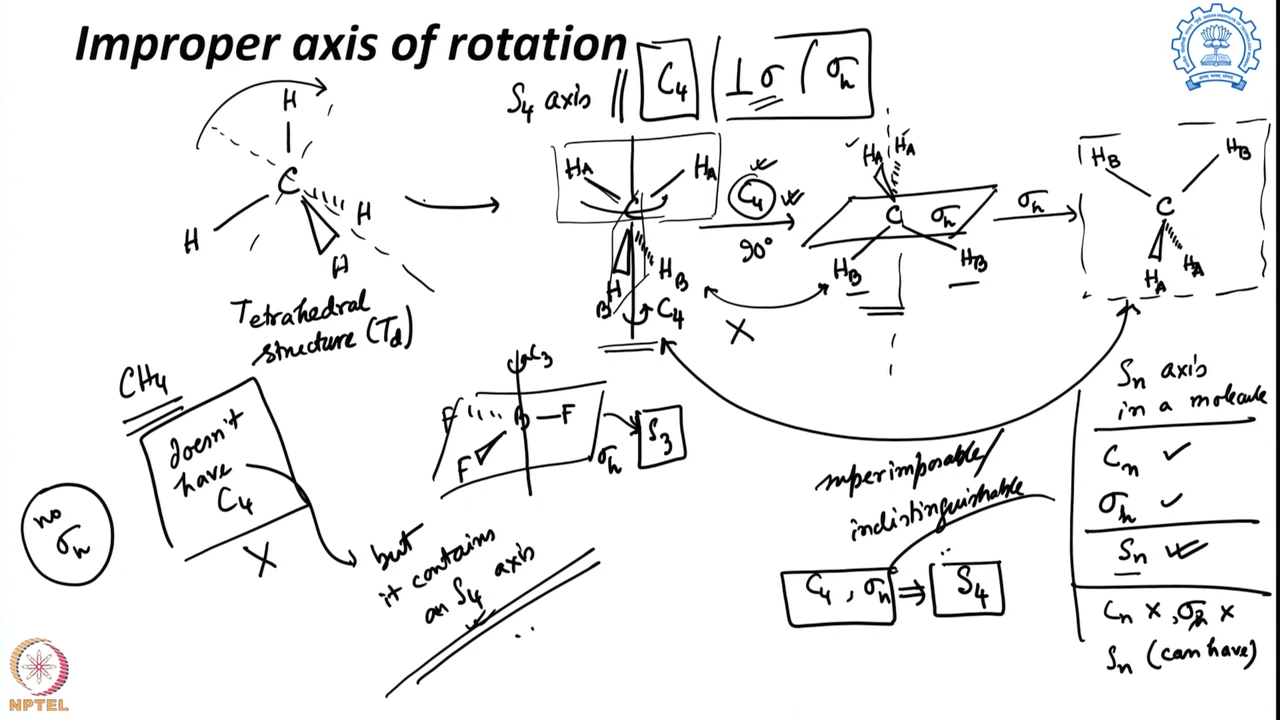 Improper axis of rotation
S4 axis || C4 | ⊥ σ / σh
H
C
H
H
H
Tetrahedral
structure (Td)
HA HA
C
H
B
HB
C4
C4
90°
HA HA
C σh
HB HB
σh
HB HB
C
HA HA
X
CH4
doesn't
have
C4
X
no
σh
but
it contains
an S4 axis
C3
F B—F
F
σh
S3
superimposable/
indistinguishable
C4, σh ⇒ S4
Sn axis
in a molecule
Cn ✓
σh ✓
Sn ✓
Cn x, σh x
Sn (can have)
NPTEL